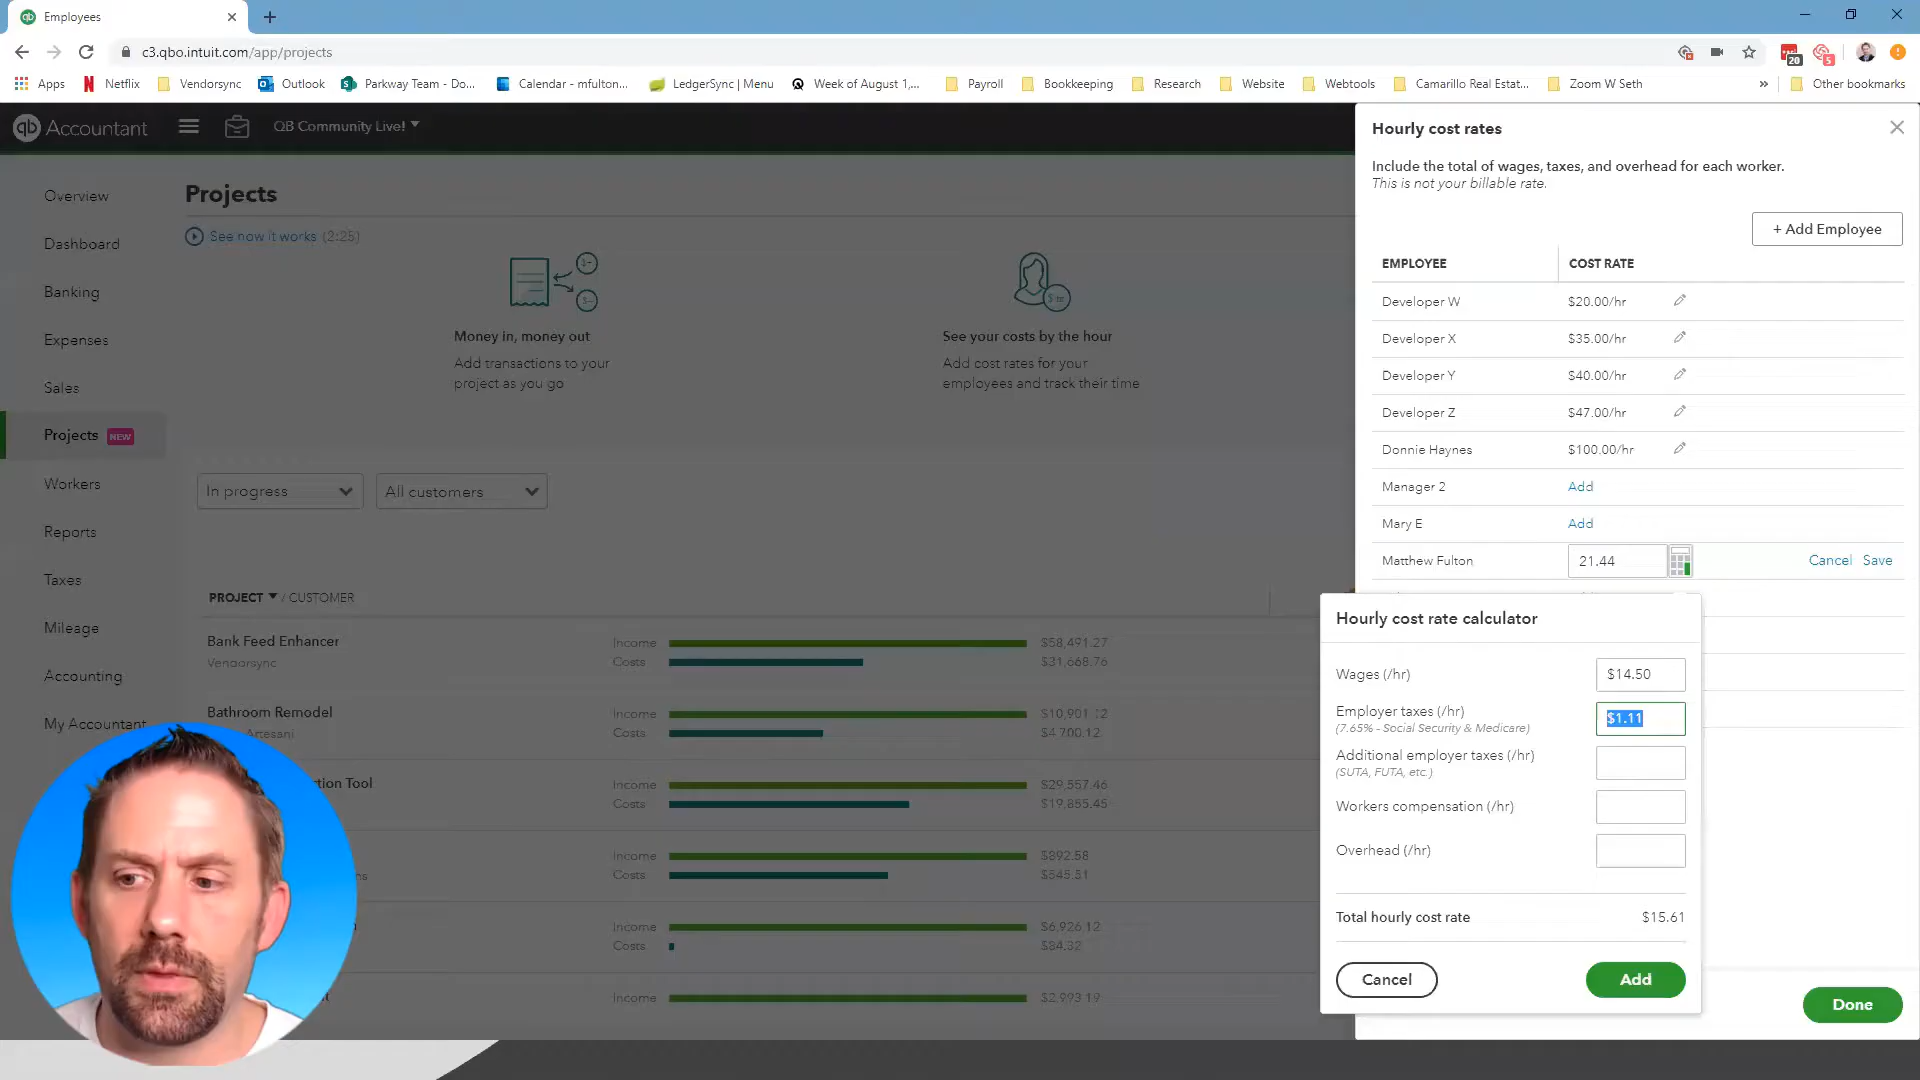 Employees
c3.qbo.intuit.com/app/projects
20
5
Apps
Netflix
Vendorsync
Outlook
Parkway Team - Do...
Calendar - mfulton...
LedgerSync | Menu
Week of August 1,...
Payroll
Bookkeeping
Research
Website
Webtools
Camarillo Real Estat...
Zoom W Seth
»
Other bookmarks
qb Accountant
QB Community Live!
Overview
Dashboard
Banking
Expenses
Sales
Projects NEW
Workers
Reports
Taxes
Mileage
Accounting
My Accountant
Projects
See how it works (2:25)
Money in, money out
Add transactions to your
project as you go
See your costs by the hour
Add cost rates for your
employees and track their time
In progress
All customers
PROJECT / CUSTOMER
Bank Feed Enhancer
Vendorsync
Income $58,491.27
Costs $31,668.76
Bathroom Remodel
Artesani
Income $10,901.12
Costs $4,700.12
ction Tool
Income $29,557.46
Costs $19,855.45
Income $892.58
Costs $545.51
Income $6,926.12
Costs $84.32
Income $2,993.19
Hourly cost rates
Include the total of wages, taxes, and overhead for each worker.
This is not your billable rate.
+ Add Employee
EMPLOYEE COST RATE
Developer W $20.00/hr
Developer X $35.00/hr
Developer Y $40.00/hr
Developer Z $47.00/hr
Donnie Haynes $100.00/hr
Manager 2 Add
Mary E Add
Matthew Fulton 21.44 Cancel Save
Hourly cost rate calculator
Wages (/hr) $14.50
Employer taxes (/hr) $1.11
(7.65% - Social Security & Medicare)
Additional employer taxes (/hr)
(SUTA, FUTA, etc.)
Workers compensation (/hr)
Overhead (/hr)
Total hourly cost rate $15.61
Cancel
Add
Done